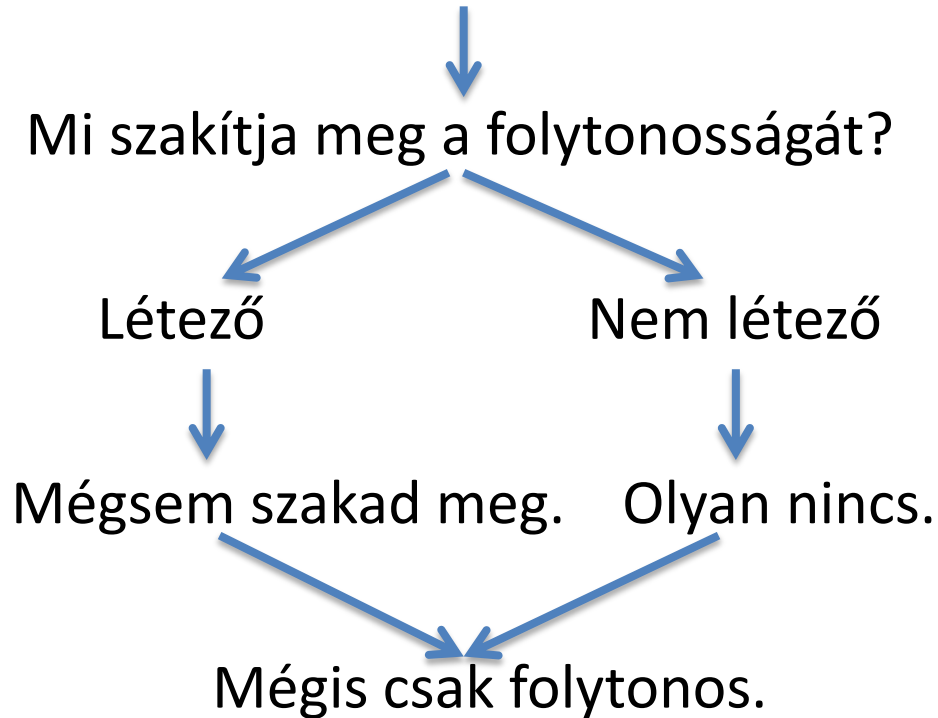 Mi szakítja meg a folytonosságát?
Létező Nem létező
Mégsem szakad meg. Olyan nincs.
Mégis csak folytonos.